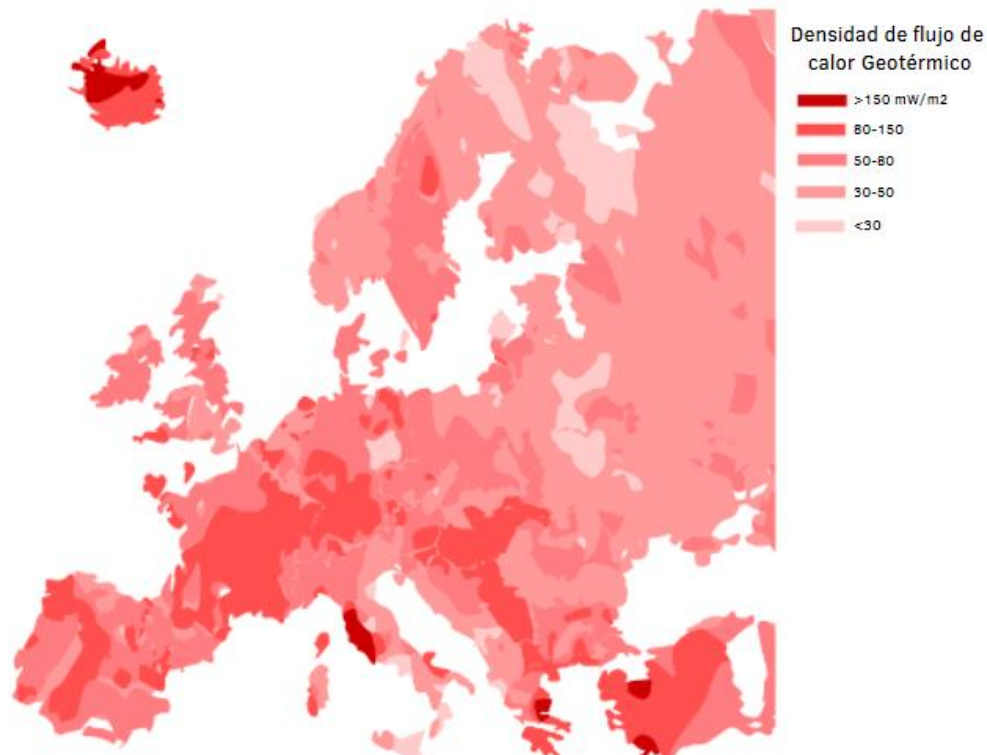 Densidad de flujo de
calor Geotérmico
>150 mW/m2
80-150
50-80
30-50
<30